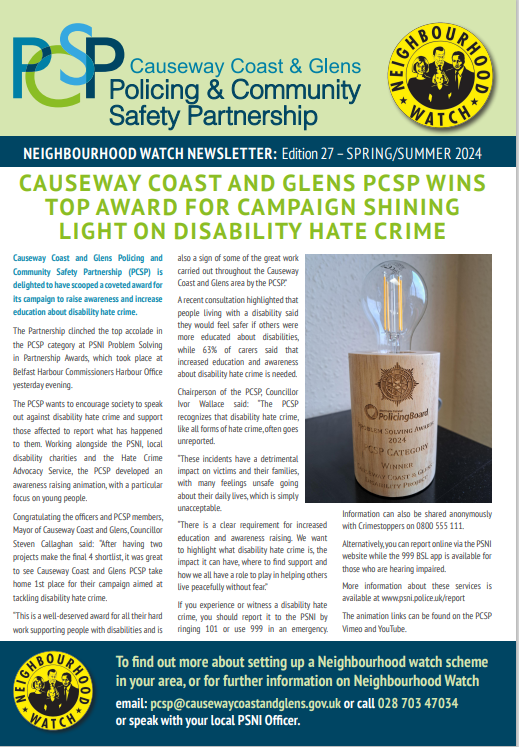 PCSP
Causeway Coast & Glens
Policing & Community
Safety Partnership
NEIGHBOURHOOD
WATCH
NEIGHBOURHOOD WATCH NEWSLETTER: Edition 27 – SPRING/SUMMER 2024
CAUSEWAY COAST AND GLENS PCSP WINS
TOP AWARD FOR CAMPAIGN SHINING
LIGHT ON DISABILITY HATE CRIME
Causeway Coast and Glens Policing and
Community Safety Partnership (PCSP) is
delighted to have scooped a coveted award for
its campaign to raise awareness and increase
education about disability hate crime.
The Partnership clinched the top accolade in
the PCSP category at PSNI Problem Solving
in Partnership Awards, which took place at
Belfast Harbour Commissioners Harbour Office
yesterday evening.
The PCSP wants to encourage society to speak
out against disability hate crime and support
those affected to report what has happened
to them. Working alongside the PSNI, local
disability charities and the Hate Crime
Advocacy Service, the PCSP developed an
awareness raising animation, with a particular
focus on young people.
Congratulating the officers and PCSP members,
Mayor of Causeway Coast and Glens, Councillor
Steven Callaghan said: "After having two
projects make the final 4 shortlist, it was great
to see Causeway Coast and Glens PCSP take
home 1st place for their campaign aimed at
tackling disability hate crime.
"This is a well-deserved award for all their hard
work supporting people with disabilities and is
also a sign of some of the great work
carried out throughout the Causeway
Coast and Glens area by the PCSP."
A recent consultation highlighted that
people living with a disability said
they would feel safer if others were
more educated about disabilities,
while 63% of carers said that
increased education and awareness
about disability hate crime is needed.
Chairperson of the PCSP, Councillor
Ivor Wallace said: "The PCSP
recognizes that disability hate crime,
like all forms of hate crime, often goes
unreported.
"These incidents have a detrimental
impact on victims and their families,
with many feelings unsafe going
about their daily lives, which is simply
unacceptable.
"There is a clear requirement for increased
education and awareness raising. We want
to highlight what disability hate crime is, the
impact it can have, where to find support and
how we all have a role to play in helping others
live peacefully without fear."
If you experience or witness a disability hate
crime, you should report it to the PSNI by
ringing 101 or use 999 in an emergency.
PolicingBoard
PROBLEM SOLVING AWARDS
2024
PCSP CATEGORY
WINNER
CAUSEWAY COAST & GLENS
DISABILITY PROJECT
Information can also be shared anonymously
with Crimestoppers on 0800 555 111.
Alternatively, you can report online via the PSNI
website while the 999 BSL app is available for
those who are hearing impaired.
More information about these services is
available at www.psni.police.uk/report
The animation links can be found on the PCSP
Vimeo and YouTube.
NEIGHBOURHOOD
WATCH
To find out more about setting up a Neighbourhood watch scheme
in your area, or for further information on Neighbourhood Watch
email: pcsp@causewaycoastandglens.gov.uk or call 028 703 47034
or speak with your local PSNI Officer.